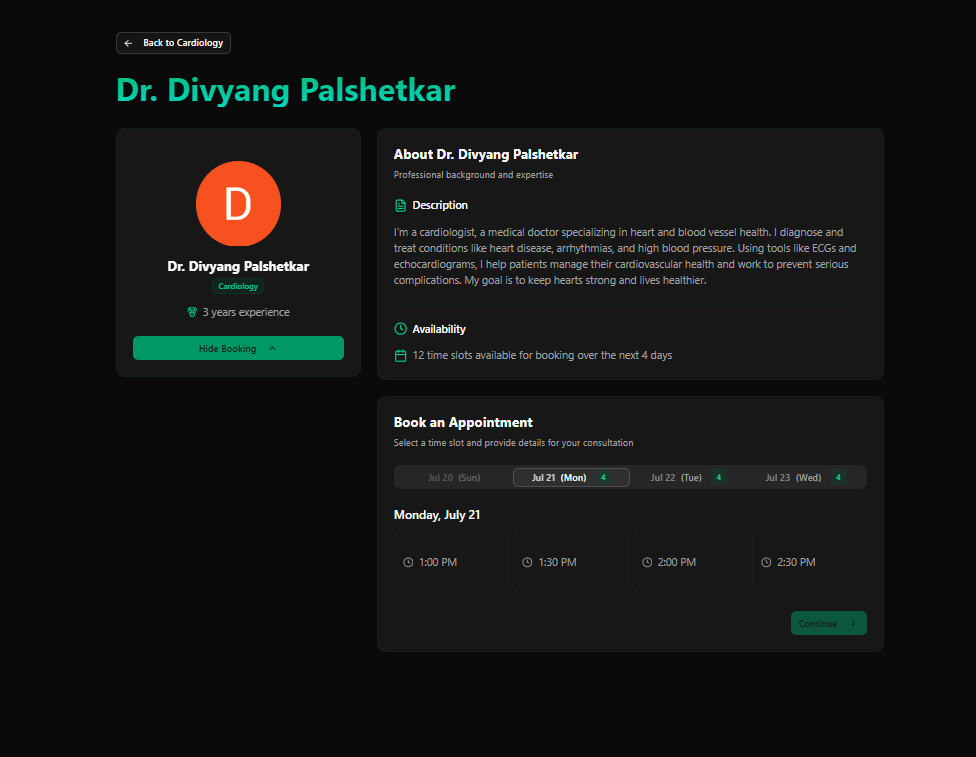 Back to Cardiology
Dr. Divyang Palshetkar
D
Dr. Divyang Palshetkar
Cardiology
3 years experience
Hide Booking
About Dr. Divyang Palshetkar
Professional background and expertise
Description
I'm a cardiologist, a medical doctor specializing in heart and blood vessel health. I diagnose and
treat conditions like heart disease, arrhythmias, and high blood pressure. Using tools like ECGs and
echocardiograms, I help patients manage their cardiovascular health and work to prevent serious
complications. My goal is to keep hearts strong and lives healthier.
Availability
12 time slots available for booking over the next 4 days
Book an Appointment
Select a time slot and provide details for your consultation
Jul 20 (Sun) Jul 21 (Mon) 4 Jul 22 (Tue) 4 Jul 23 (Wed) 4
Monday, July 21
1:00 PM 1:30 PM 2:00 PM 2:30 PM
Continue